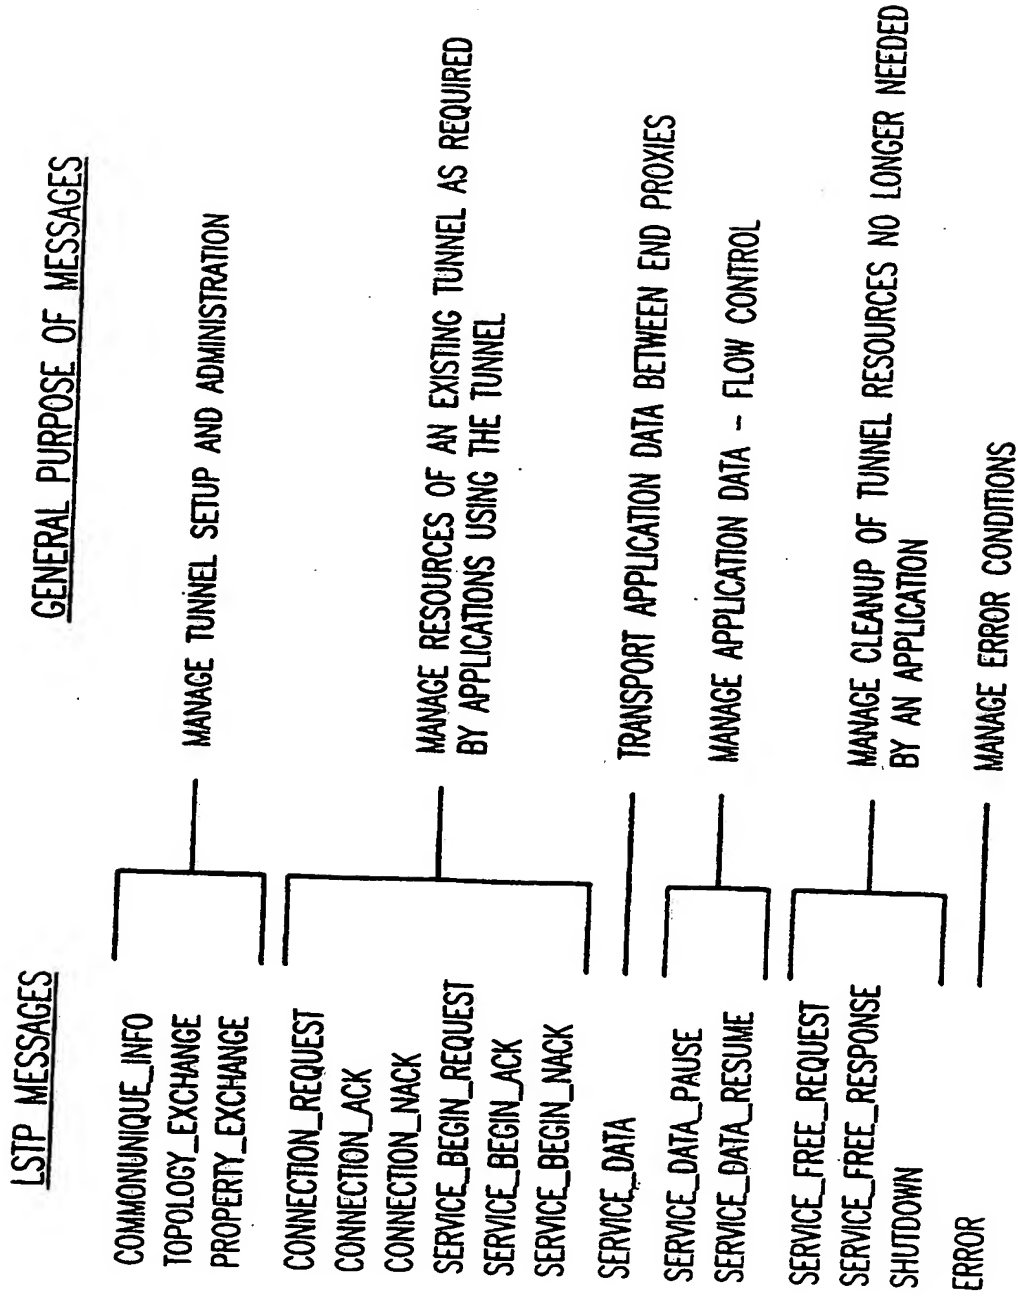 LSTP MESSAGES
GENERAL PURPOSE OF MESSAGES
COMMONUNIQUE_INFO
TOPOLOGY_EXCHANGE
PROPERTY_EXCHANGE
MANAGE TUNNEL SETUP AND ADMINISTRATION
CONNECTION_REQUEST
CONNECTION_ACK
CONNECTION_NACK
SERVICE_BEGIN_REQUEST
SERVICE_BEGIN_ACK
SERVICE_BEGIN_NACK
MANAGE RESOURCES OF AN EXISTING TUNNEL AS REQUIRED
BY APPLICATIONS USING THE TUNNEL
SERVICE_DATA
TRANSPORT APPLICATION DATA BETWEEN END PROXIES
SERVICE_DATA_PAUSE
SERVICE_DATA_RESUME
MANAGE APPLICATION DATA – FLOW CONTROL
SERVICE_FREE_REQUEST
SERVICE_FREE_RESPONSE
SHUTDOWN
MANAGE CLEANUP OF TUNNEL RESOURCES NO LONGER NEEDED
BY AN APPLICATION
ERROR
MANAGE ERROR CONDITIONS